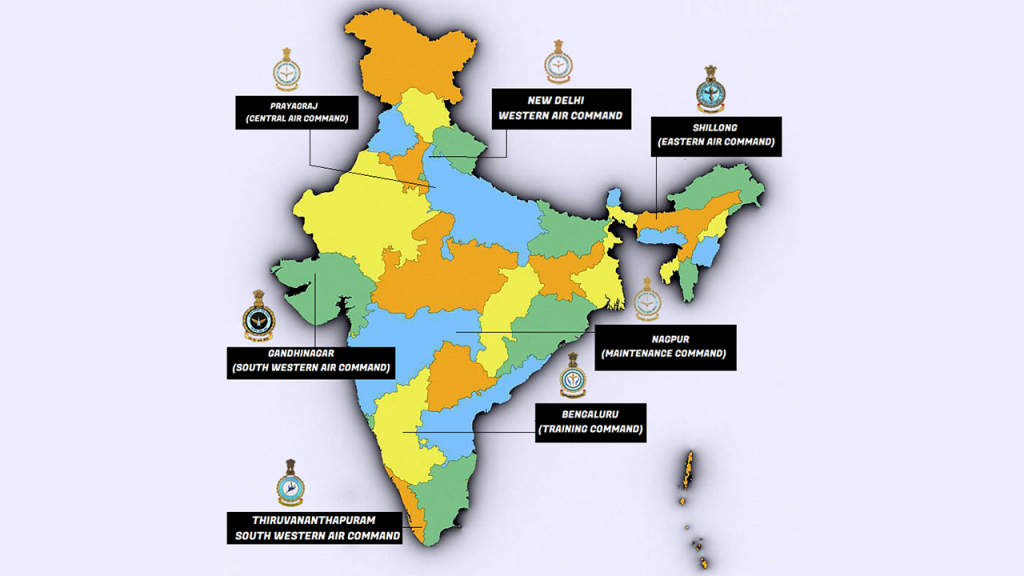 PRAYAGRAJ
(CENTRAL AIR COMMAND)
NEW DELHI
WESTERN AIR COMMAND
SHILLONG
(EASTERN AIR COMMAND)
GANDHINAGAR
(SOUTH WESTERN AIR COMMAND)
NAGPUR
(MAINTENANCE COMMAND)
BENGALURU
(TRAINING COMMAND)
THIRUVANANTHAPURAM
SOUTH WESTERN AIR COMMAND